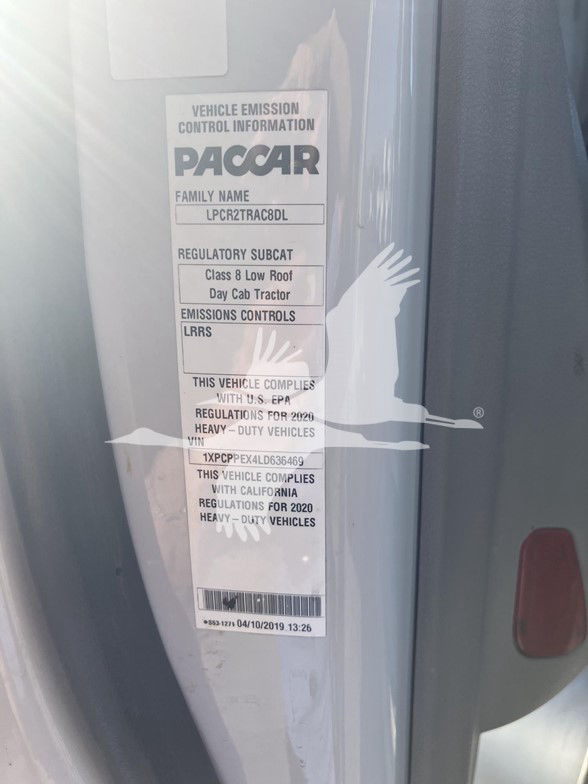 VEHICLE EMISSION
CONTROL INFORMATION
PACCAR
FAMILY NAME
LPCR2TRAC8DL
REGULATORY SUBCAT
Class 8 Low Roof
Day Cab Tractor
EMISSIONS CONTROLS
LRRS
THIS VEHICLE COMPLIES
WITH U.S. EPA
REGULATIONS FOR 2020
HEAVY-DUTY VEHICLES
VIN
1XPCPPEX4LD636469
THIS VEHICLE COMPLIES
WITH CALIFORNIA
REGULATIONS FOR 2020
HEAVY-DUTY VEHICLES
S53-1271 04/10/2019 13:26
®